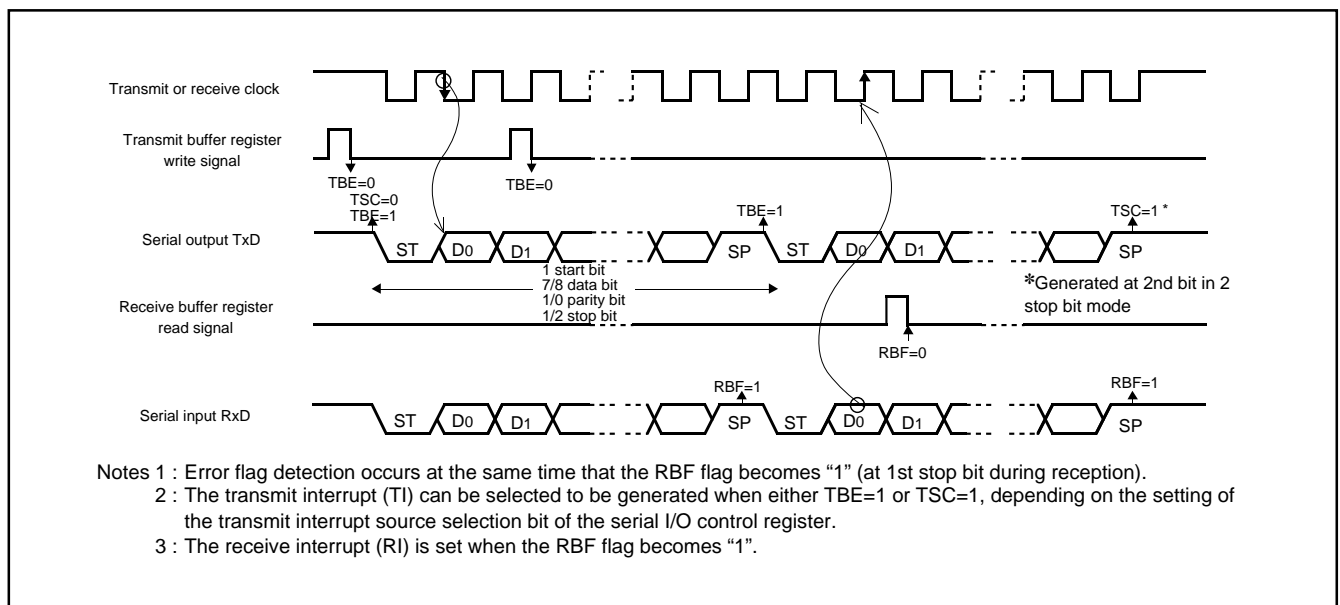 Transmit or receive clock
Transmit buffer register
write signal
TBE=0
TSC=0
TBE=1
TBE=0
TBE=1
TSC=1 *
Serial output TxD
ST
D0
D1
SP
ST
D0
D1
SP
1 start bit
7/8 data bit
1/0 parity bit
1/2 stop bit
*Generated at 2nd bit in 2
stop bit mode
Receive buffer register
read signal
RBF=0
RBF=1
RBF=1
Serial input RxD
ST
D0
D1
SP
ST
D0
D1
SP
Notes 1 : Error flag detection occurs at the same time that the RBF flag becomes “1” (at 1st stop bit during reception).
2 : The transmit interrupt (TI) can be selected to be generated when either TBE=1 or TSC=1, depending on the setting of
the transmit interrupt source selection bit of the serial I/O control register.
3 : The receive interrupt (RI) is set when the RBF flag becomes “1”.